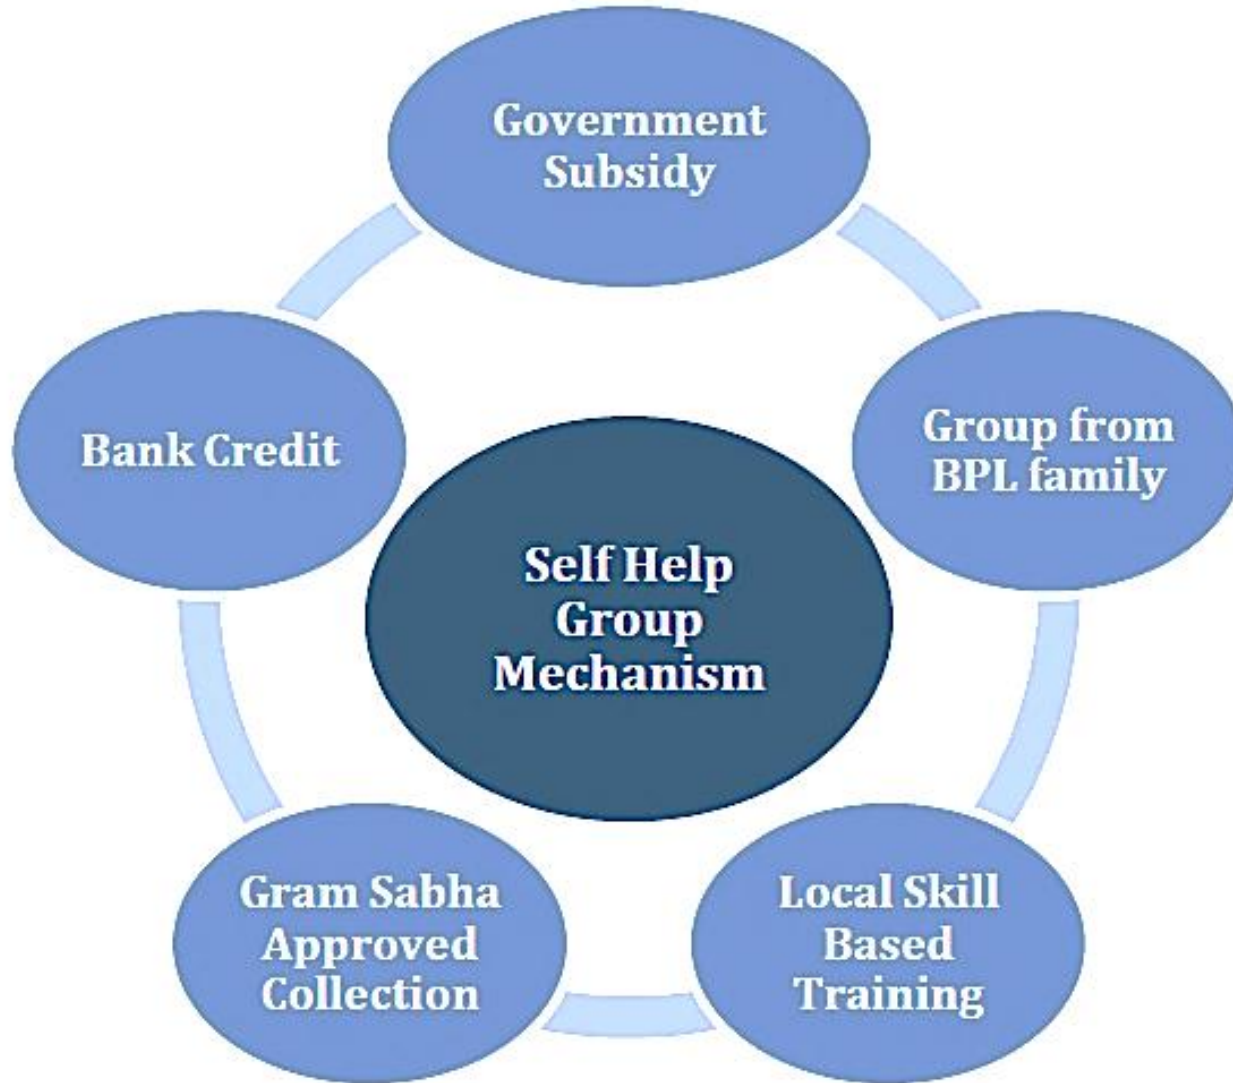 Government
Subsidy
Group from
BPL family
Local Skill
Based
Training
Gram Sabha
Approved
Collection
Bank Credit
Self Help
Group
Mechanism